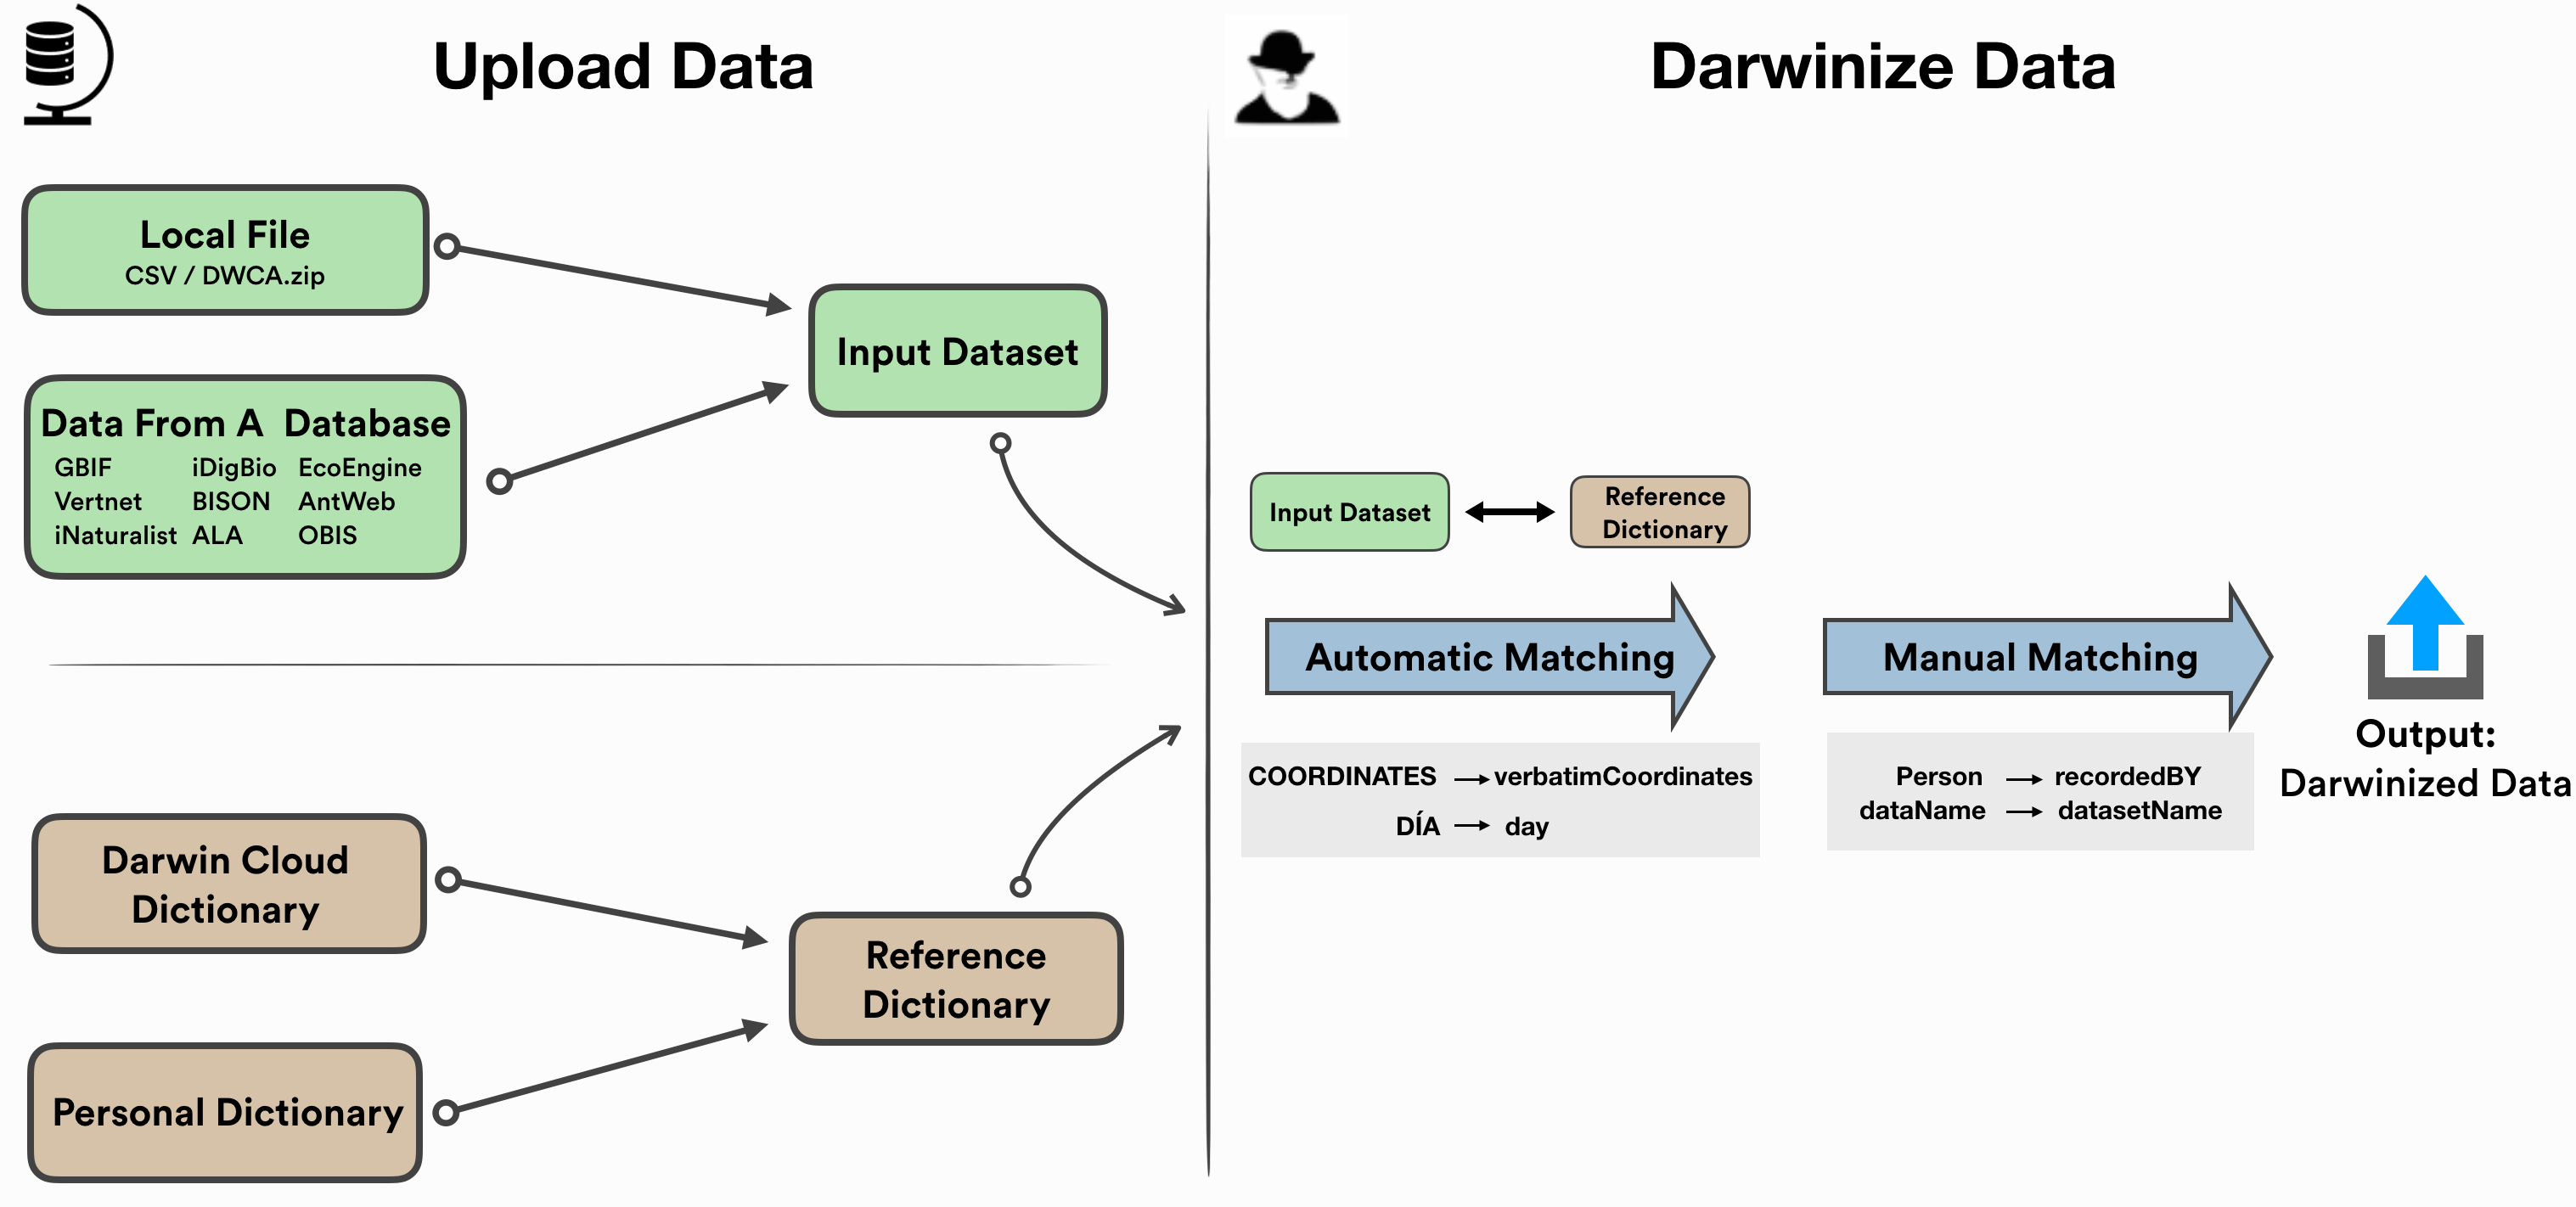 Upload Data
Local File
CSV / DWCA.zip
Data From A Database
GBIF iDigBio EcoEngine
Vertnet BISON AntWeb
iNaturalist ALA OBIS
Input Dataset
Darwin Cloud
Dictionary
Personal Dictionary
Reference
Dictionary
Darwinize Data
Input Dataset
Reference
Dictionary
Automatic Matching
COORDINATES → verbatimCoordinates
DÍA → day
Manual Matching
Person → recordedBY
dataName → datasetName
Output:
Darwinized Data